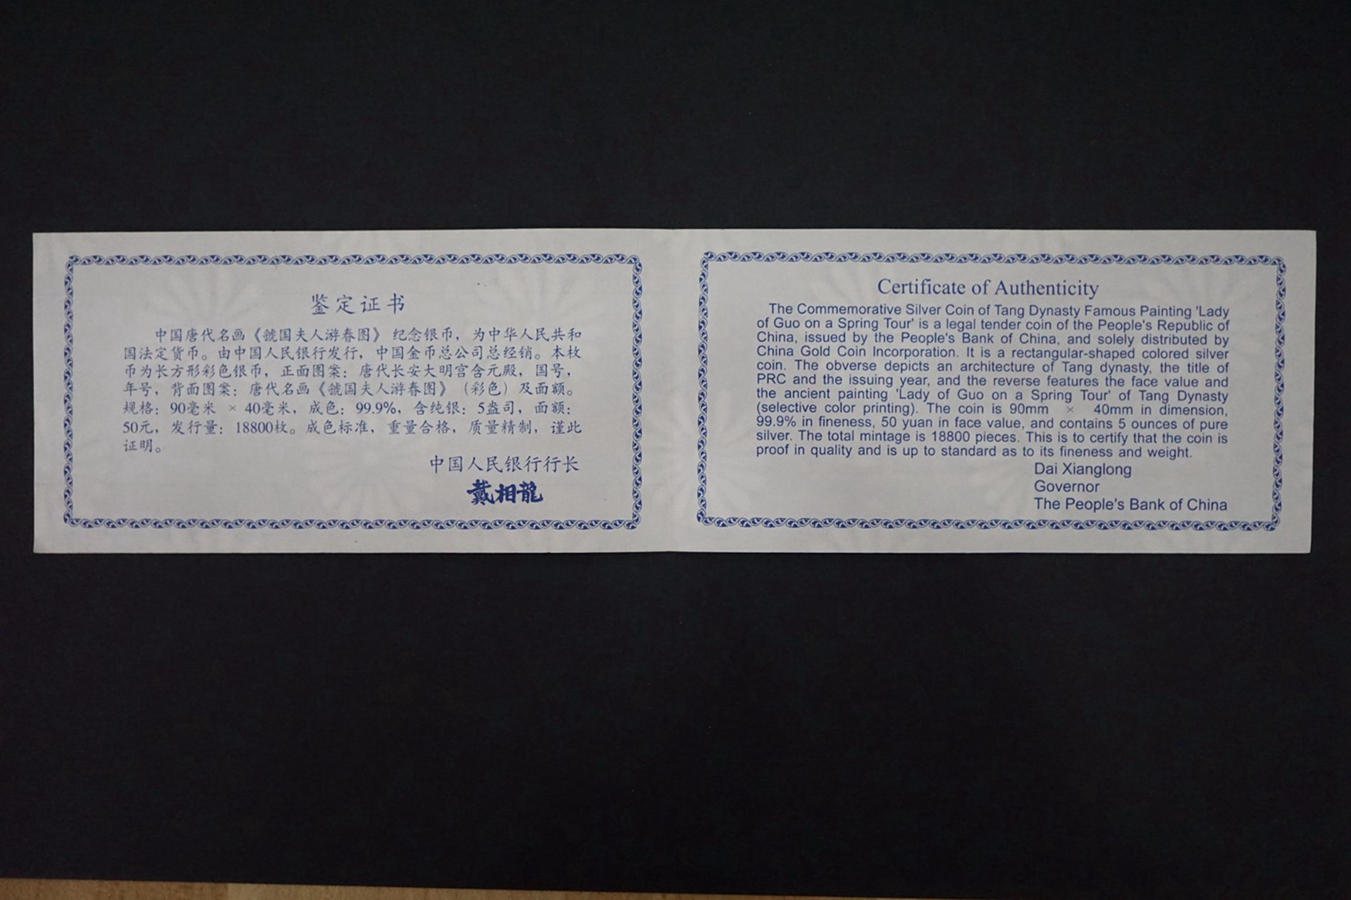 鉴定证书
中国唐代名画《虢国夫人游春图》 纪念银币，为中华人民共和
国法定货币。由中国人民银行发行，中国金币总公司总经销。本枚
币为长方形彩色银币，正面图案：唐代长安大明宫含元殿，国号，
年号，背面图案：唐代名画《虢国夫人游春图》（彩色）及面额。
规格：90毫米 × 40毫米，成色：99.9%，含纯银：5盎司，面额：
50元，发行量：18800枚。成色标准，重量合格，质量精制，谨此
证明。
中国人民银行行长
戴相龍
Certificate of Authenticity
The Commemorative Silver Coin of Tang Dynasty Famous Painting 'Lady
of Guo on a Spring Tour' is a legal tender coin of the People's Republic of
China, issued by the People's Bank of China, and solely distributed by
China Gold Coin Incorporation. It is a rectangular-shaped colored silver
coin. The obverse depicts an architecture of Tang dynasty, the title of
PRC and the issuing year, and the reverse features the face value and
the ancient painting 'Lady of Guo on a Spring Tour' of Tang Dynasty
(selective color printing). The coin is 90mm × 40mm in dimension,
99.9% in fineness, 50 yuan in face value, and contains 5 ounces of pure
silver. The total mintage is 18800 pieces. This is to certify that the coin is
proof in quality and is up to standard as to its fineness and weight.
Dai Xianglong
Governor
The People's Bank of China